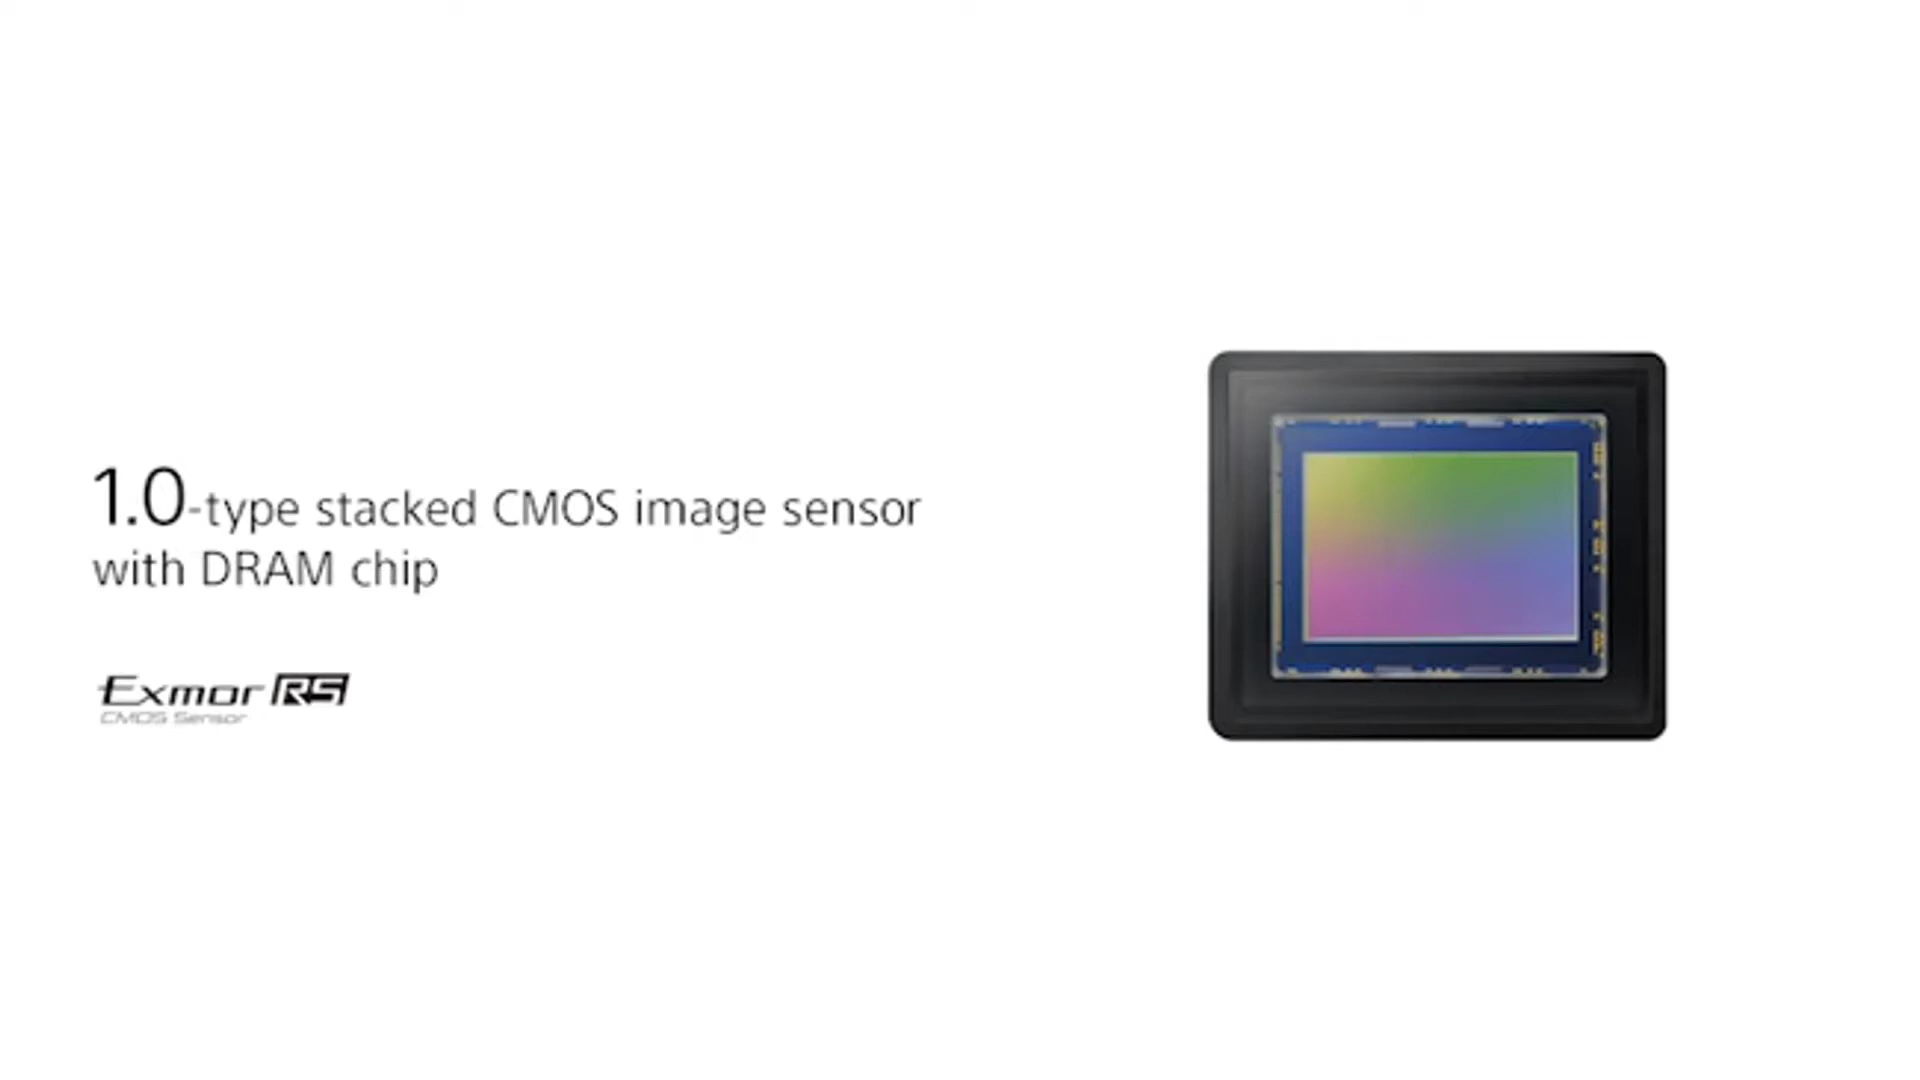 1.0-type stacked CMOS image sensor
with DRAM chip
Exmor RS
CMOS Sensor